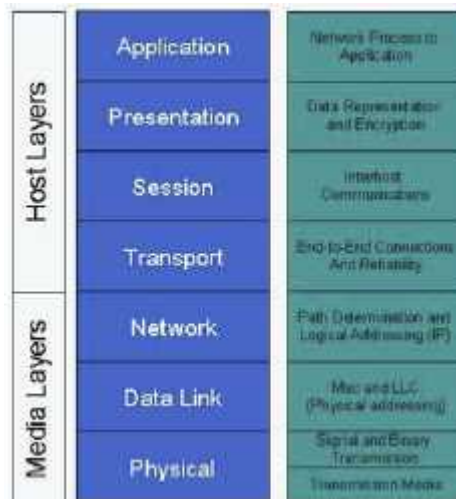 Host Layers
Media Layers
Application
Presentation
Session
Transport
Network
Data Link
Physical
Network Process to
Application
Data Representation
and Encryption
Interhost
Communications
End-to-End Connections
And Reliability
Path Determination and
Logical Addressing (IP)
Mac and LLC
(Physical addressing)
Signal and Binary
Transmission
Transmission Media